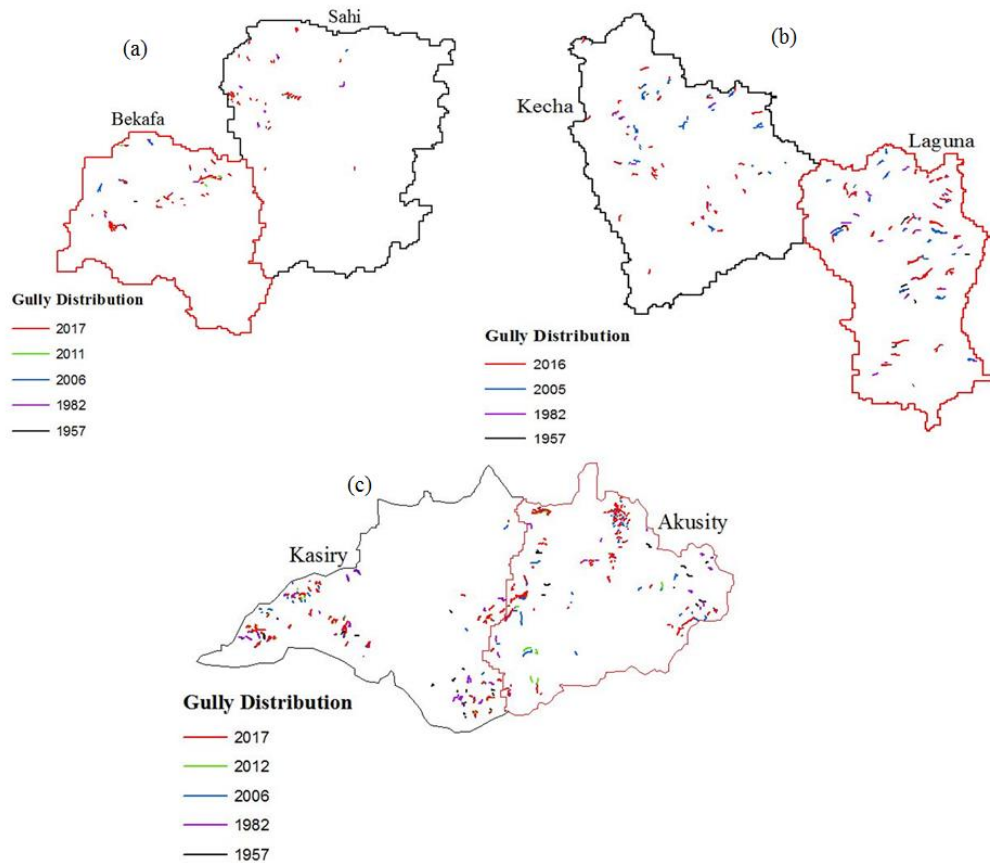 Sahi
(a)
Bekafa
Gully Distribution
2017
2011
2006
1982
1957
(b)
Kecha
Laguna
Gully Distribution
2016
2005
1982
1957
(c)
Kasiry
Akusity
Gully Distribution
2017
2012
2006
1982
1957